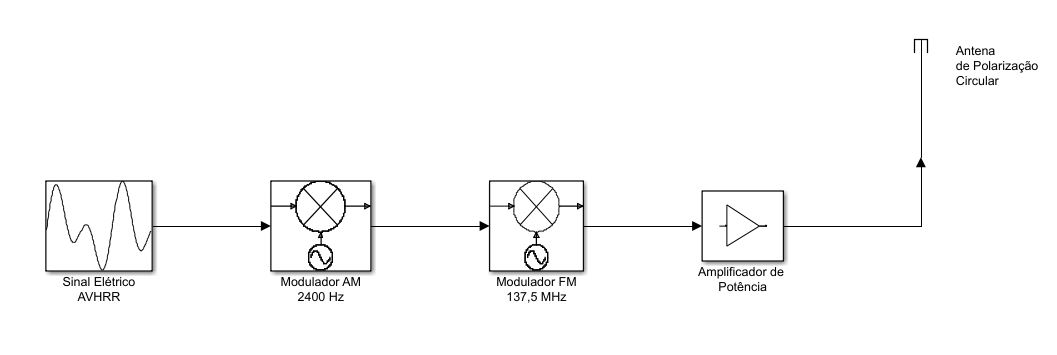 Antena
de Polarização
Circular
Sinal Elétrico
AVHRR
Modulador AM
2400 Hz
Modulador FM
137,5 MHz
Amplificador de
Potência